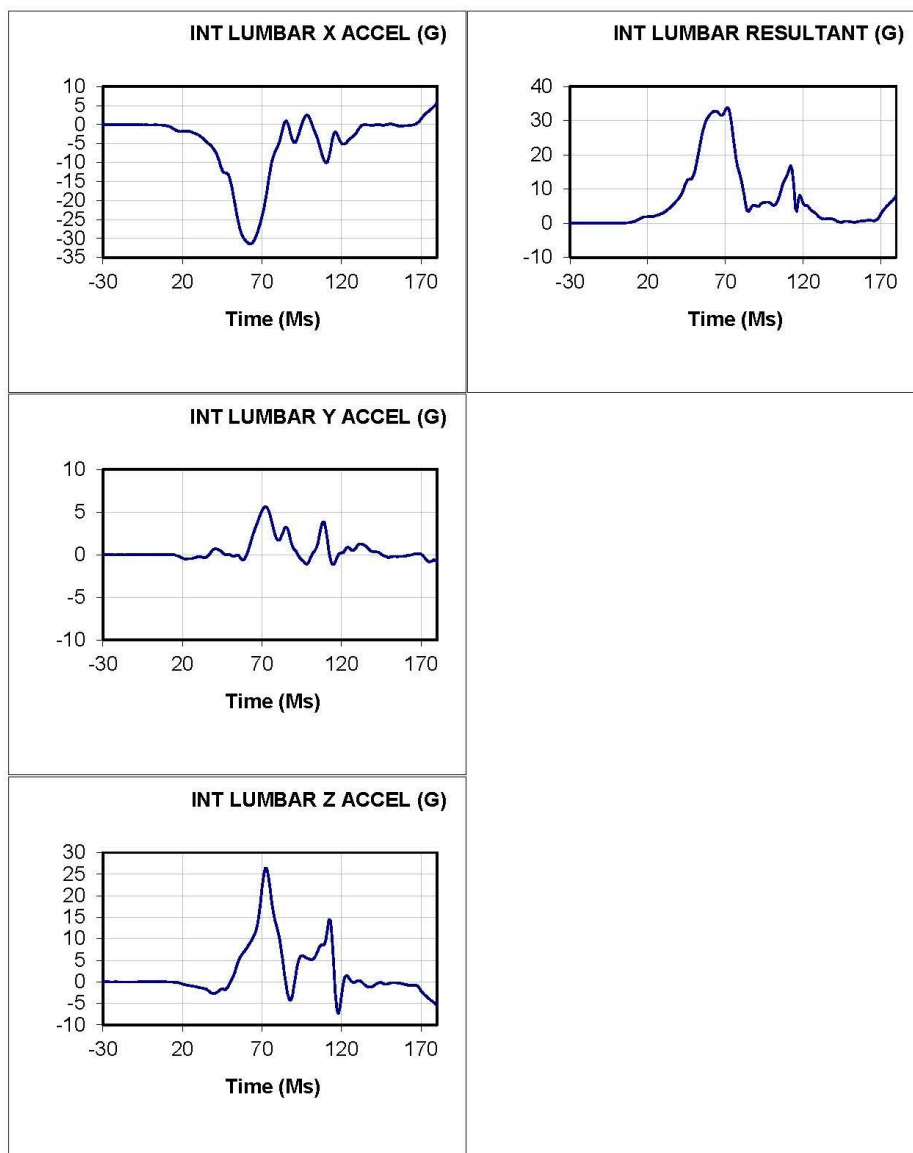 INT LUMBAR X ACCEL (G)
10
5
0
-5
-10
-15
-20
-25
-30
-35
-30 20 70 120 170
Time (Ms)
INT LUMBAR RESULTANT (G)
40
30
20
10
0
-10
-30 20 70 120 170
Time (Ms)
INT LUMBAR Y ACCEL (G)
10
5
0
-5
-10
-30 20 70 120 170
Time (Ms)
INT LUMBAR Z ACCEL (G)
30
25
20
15
10
5
0
-5
-10
-30 20 70 120 170
Time (Ms)